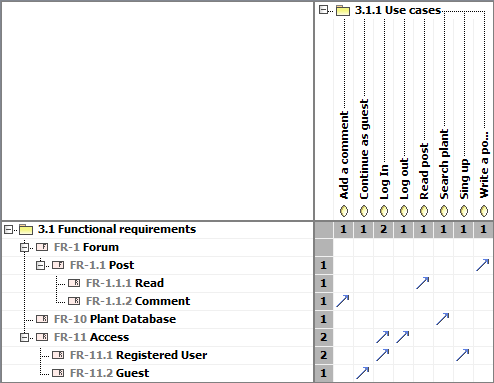 3.1.1 Use cases
Add a comment
Continue as guest
Log In
Log out
Read post
Search plant
Sing up
Write a po...
3.1 Functional requirements 1 1 2 1 1 1 1 1
FR-1 Forum
FR-1.1 Post 1
FR-1.1.1 Read 1
FR-1.1.2 Comment 1
FR-10 Plant Database 1
FR-11 Access 2
FR-11.1 Registered User 2
FR-11.2 Guest 1